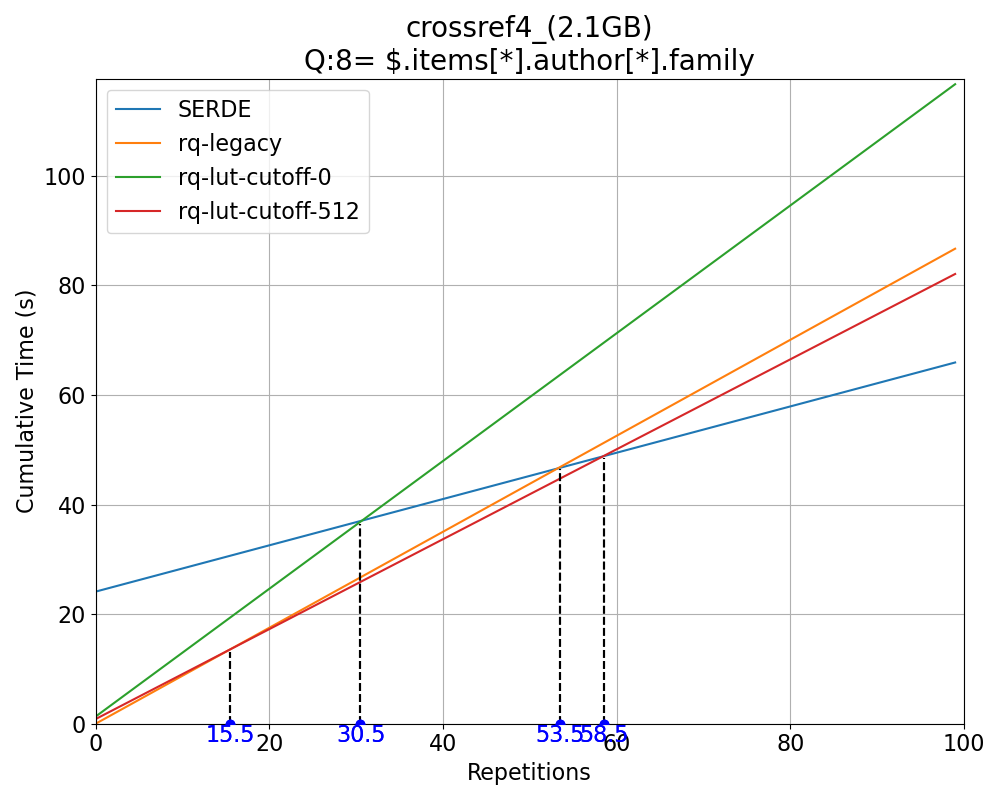 crossref4_(2.1GB)
Q:8= $.items[*].author[*].family
SERDE
rq-legacy
rq-lut-cutoff-0
rq-lut-cutoff-512
Cumulative Time (s)
100
80
60
40
20
0
15.5
30.5
53.5
58.5
0
20
40
60
80
100
Repetitions